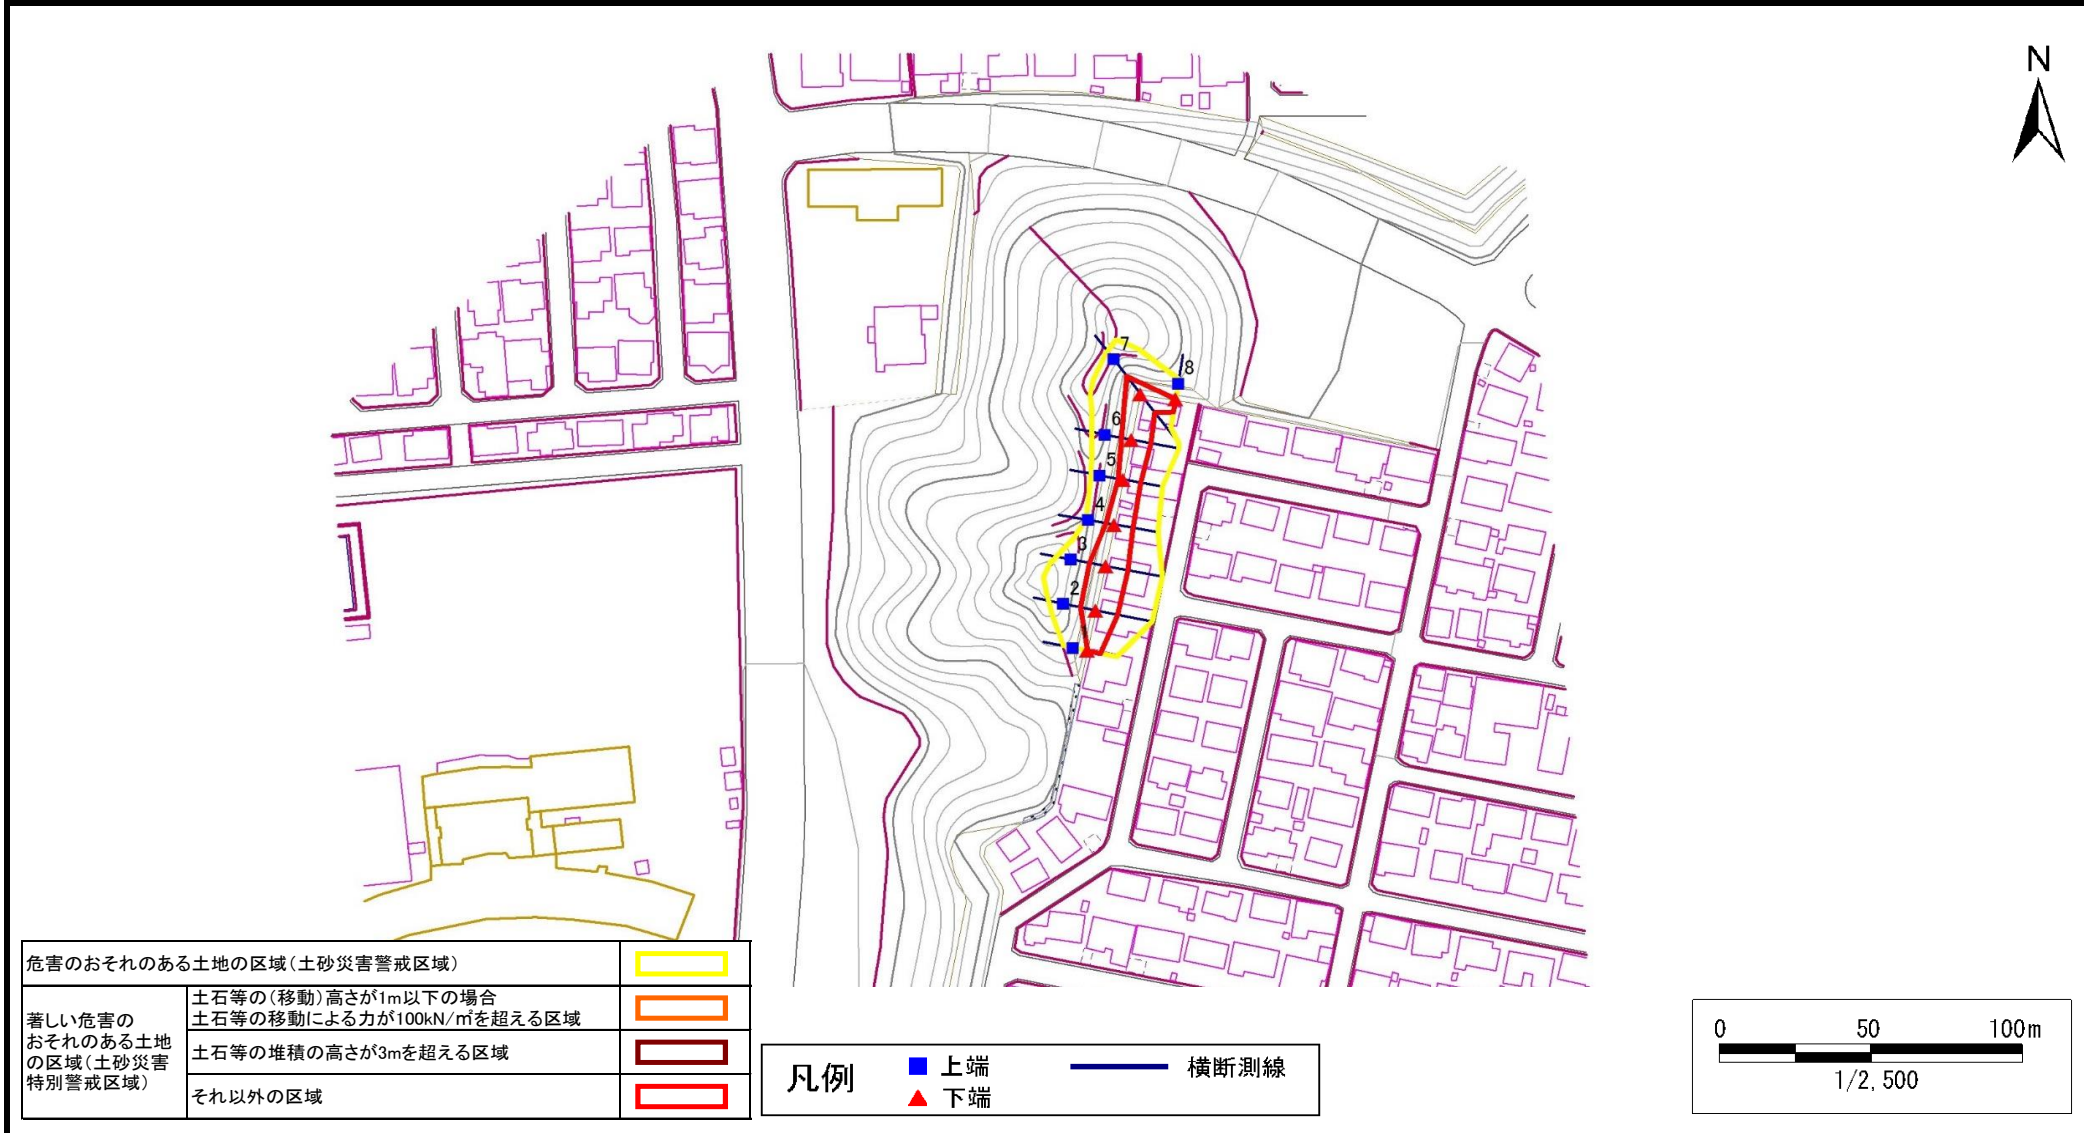 N
7
8
6
5
4
3
2
1
危害のおそれのある土地の区域(土砂災害警戒区域)
著しい危害の
おそれのある土地
の区域(土砂災害
特別警戒区域)
土石等の(移動)高さが1m以下の場合
土石等の移動による力が100kN/㎡を超える区域
土石等の堆積の高さが3mを超える区域
それ以外の区域
凡例
上端
下端
横断測線
0 50 100m
1/2,500